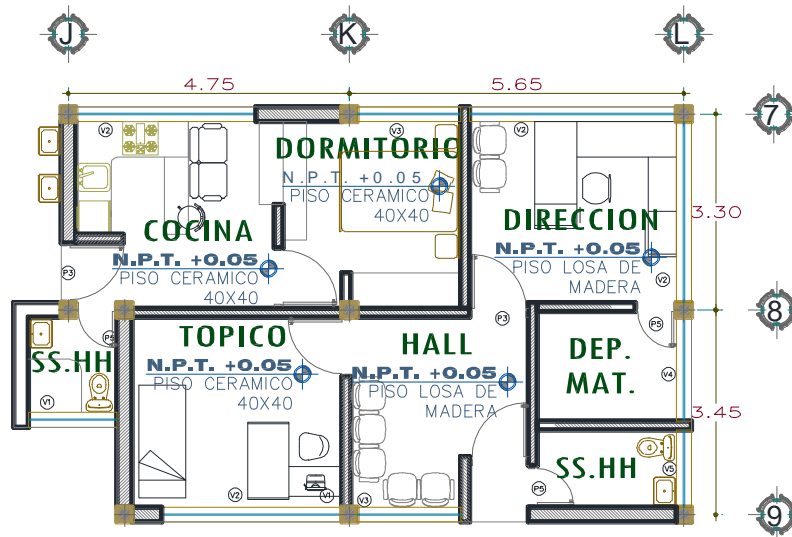 J K L
4.75 5.65
7
V2 V3 V2
DORMITORIO
N.P.T. +0.05
PISO CERAMICO
40X40
COCINA
N.P.T. +0.05
PISO CERAMICO
40X40
DIRECCION
N.P.T. +0.05
PISO LOSA DE
MADERA
3.30
V2
P3
P3
8
P5
P5
TOPICO
N.P.T. +0.05
PISO CERAMICO
40X40
HALL
N.P.T. +0.05
PISO LOSA DE
MADERA
DEP.
MAT.
SS.HH
V4
V1
3.45
SS.HH
V5
P5
V2 V1 V3
9